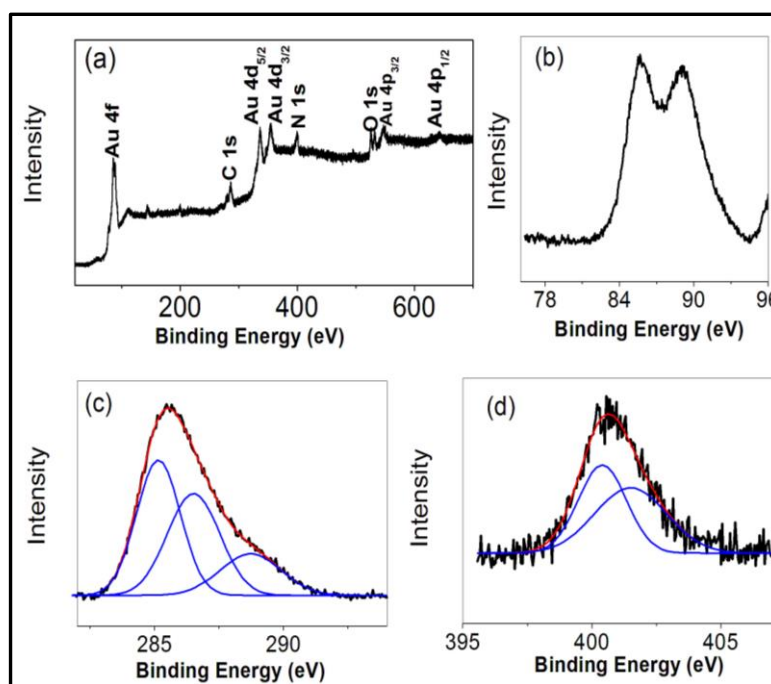 (a)
Au 4f
C 1s
Au 4d5/2
Au 4d3/2
N 1s
O 1s
Au 4p3/2
Au 4p1/2
Intensity
200 400 600
Binding Energy (eV)
(b)
Intensity
78 84 90 96
Binding Energy (eV)
(c)
Intensity
285 290
Binding Energy (eV)
(d)
Intensity
395 400 405
Binding Energy (eV)